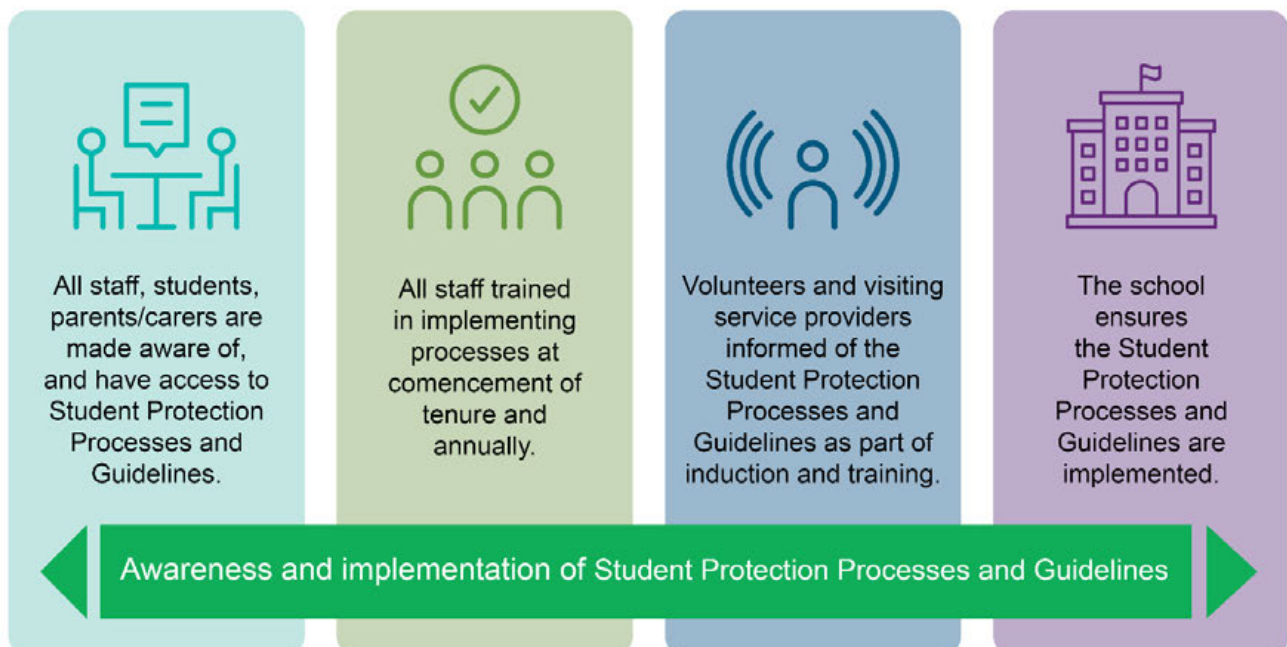 All staff, students,
parents/carers are
made aware of,
and have access to
Student Protection
Processes and
Guidelines.
All staff trained
in implementing
processes at
comencement of
tenure and
annually.
Volunteers and visiting
service providers
informed of the
Student Protection
Processes and
Guidelines as part of
induction and training.
The school
ensures
the Student
Protection
Processes and
Guidelines are
implemented.
Awareness and implementation of Student Protection Processes and Guidelines